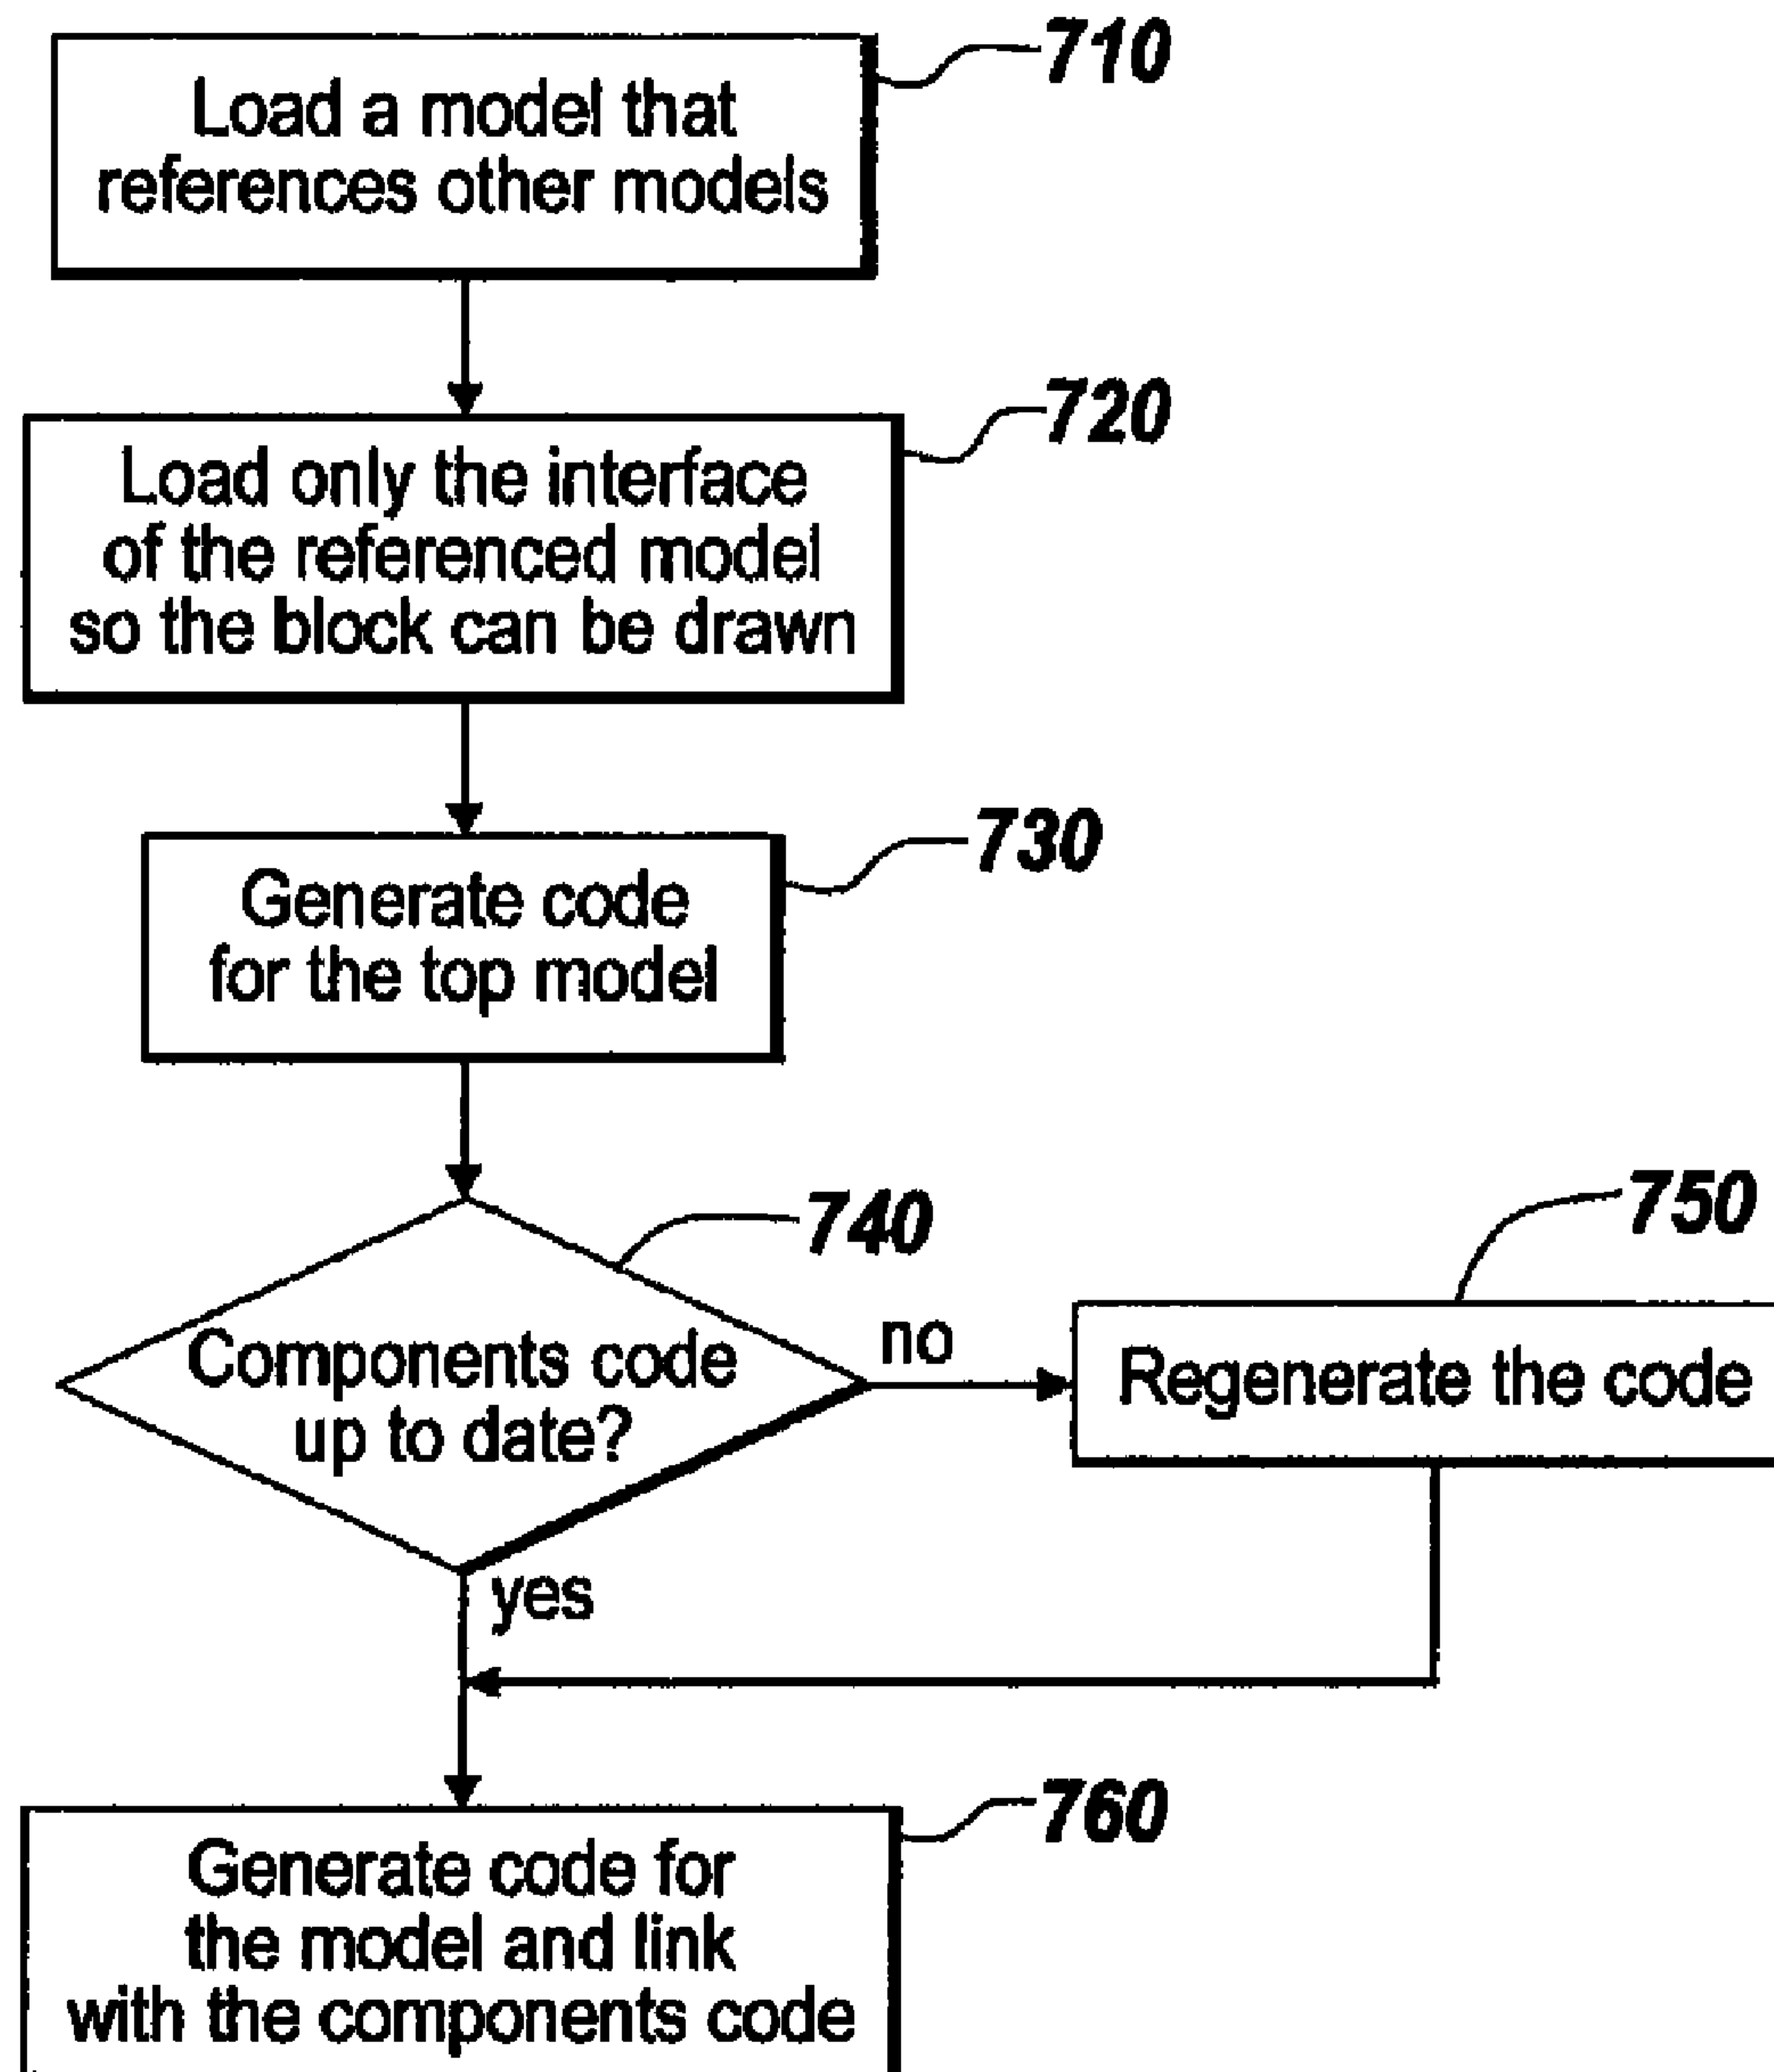 710
Load a model that
references other models
720
Load only the interface
of the referenced model
so the block can be drawn
730
Generate code
for the top model
740
Components code
up to date?
no
750
Regenerate the code
yes
760
Generate code for
the model and link
with the components code